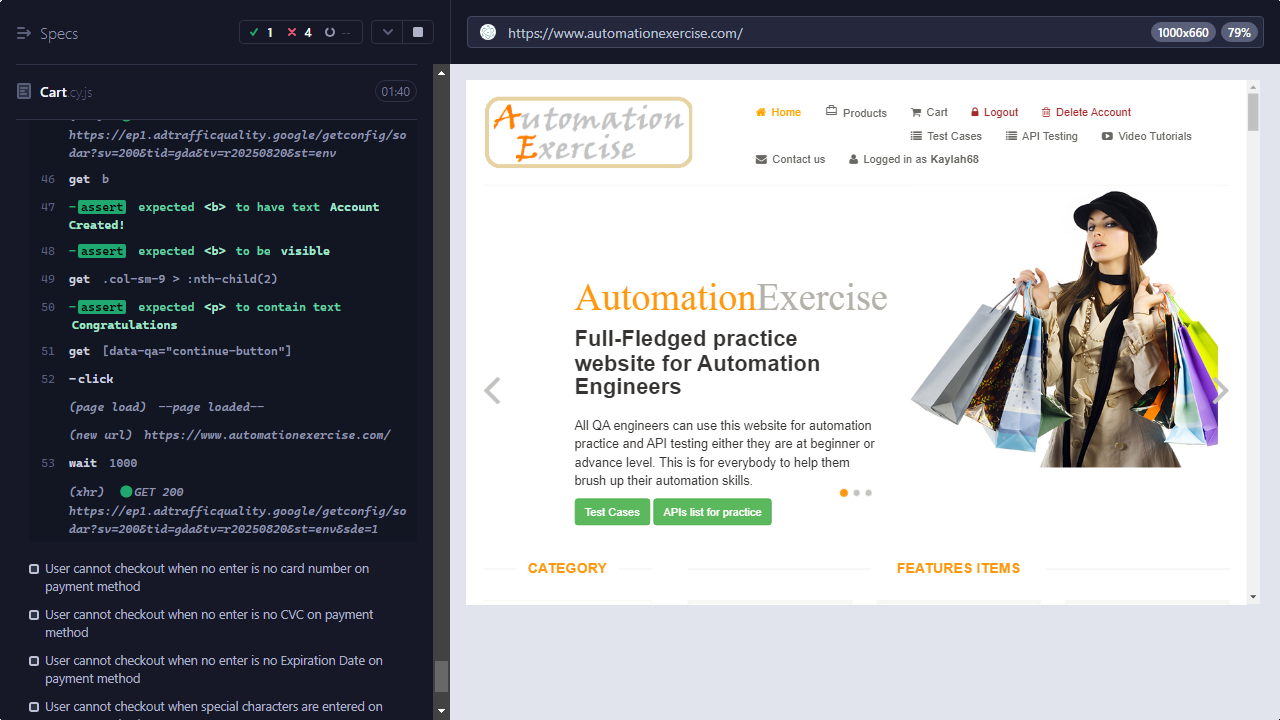 Specs
1
4
--
Cart.cy.js
01:40
https://ep1.adtrafficquality.google/getconfig/so
dar?sv=200&tid=gda&tv=r20250820&st=env
46 get b
47 -assert expected <b> to have text Account
Created!
48 -assert expected <b> to be visible
49 get .col-sm-9 > :nth-child(2)
50 -assert expected <p> to contain text
Congratulations
51 get [data-qa="continue-button"]
52 -click
(page load) --page loaded--
(new url) https://www.automationexercise.com/
53 wait 1000
(xhr) GET 200
https://ep1.adtrafficquality.google/getconfig/so
dar?sv=200&tid=gda&tv=r20250820&st=env&sde=1
User cannot checkout when no enter is no card number on
payment method
User cannot checkout when no enter is no CVC on payment
method
User cannot checkout when no enter is no Expiration Date on
payment method
User cannot checkout when special characters are entered on
https://www.automationexercise.com/
1000x660
79%
Automation
Exercise
Home
Products
Cart
Logout
Delete Account
Test Cases
API Testing
Video Tutorials
Contact us
Logged in as Kaylah68
AutomationExercise
Full-Fledged practice
website for Automation
Engineers
All QA engineers can use this website for automation
practice and API testing either they are at beginner or
advance level. This is for everybody to help them
brush up their automation skills.
Test Cases
APIs list for practice
CATEGORY
FEATURES ITEMS